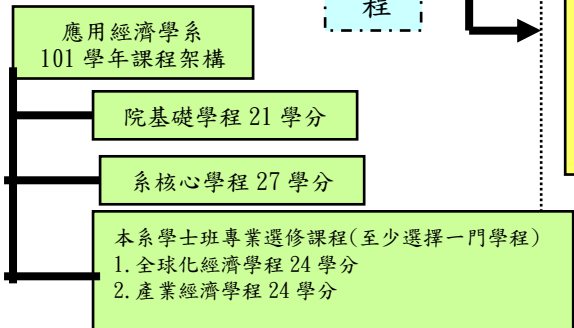 程
應用經濟學系
101 學年課程架構
院基礎學程 21 學分
系核心學程 27 學分
本系學士班專業選修課程(至少選擇一門學程)
1.全球化經濟學程 24 學分
2.產業經濟學程 24 學分